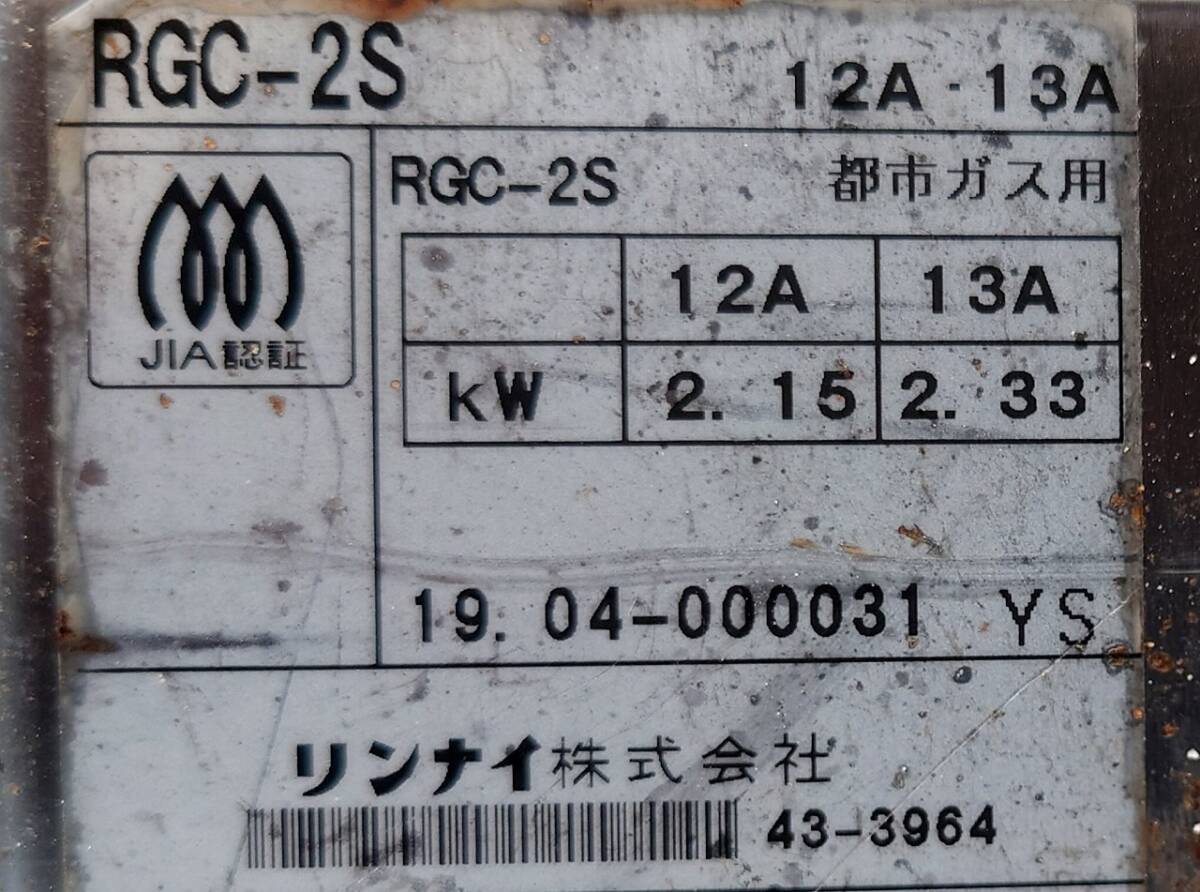 RGC-2S 12A·13A
JIA認証
RGC-2S 都市ガス用
12A 13A
kW 2.15 2.33
19.04-000031 YS
リンナイ株式会社
43-3964